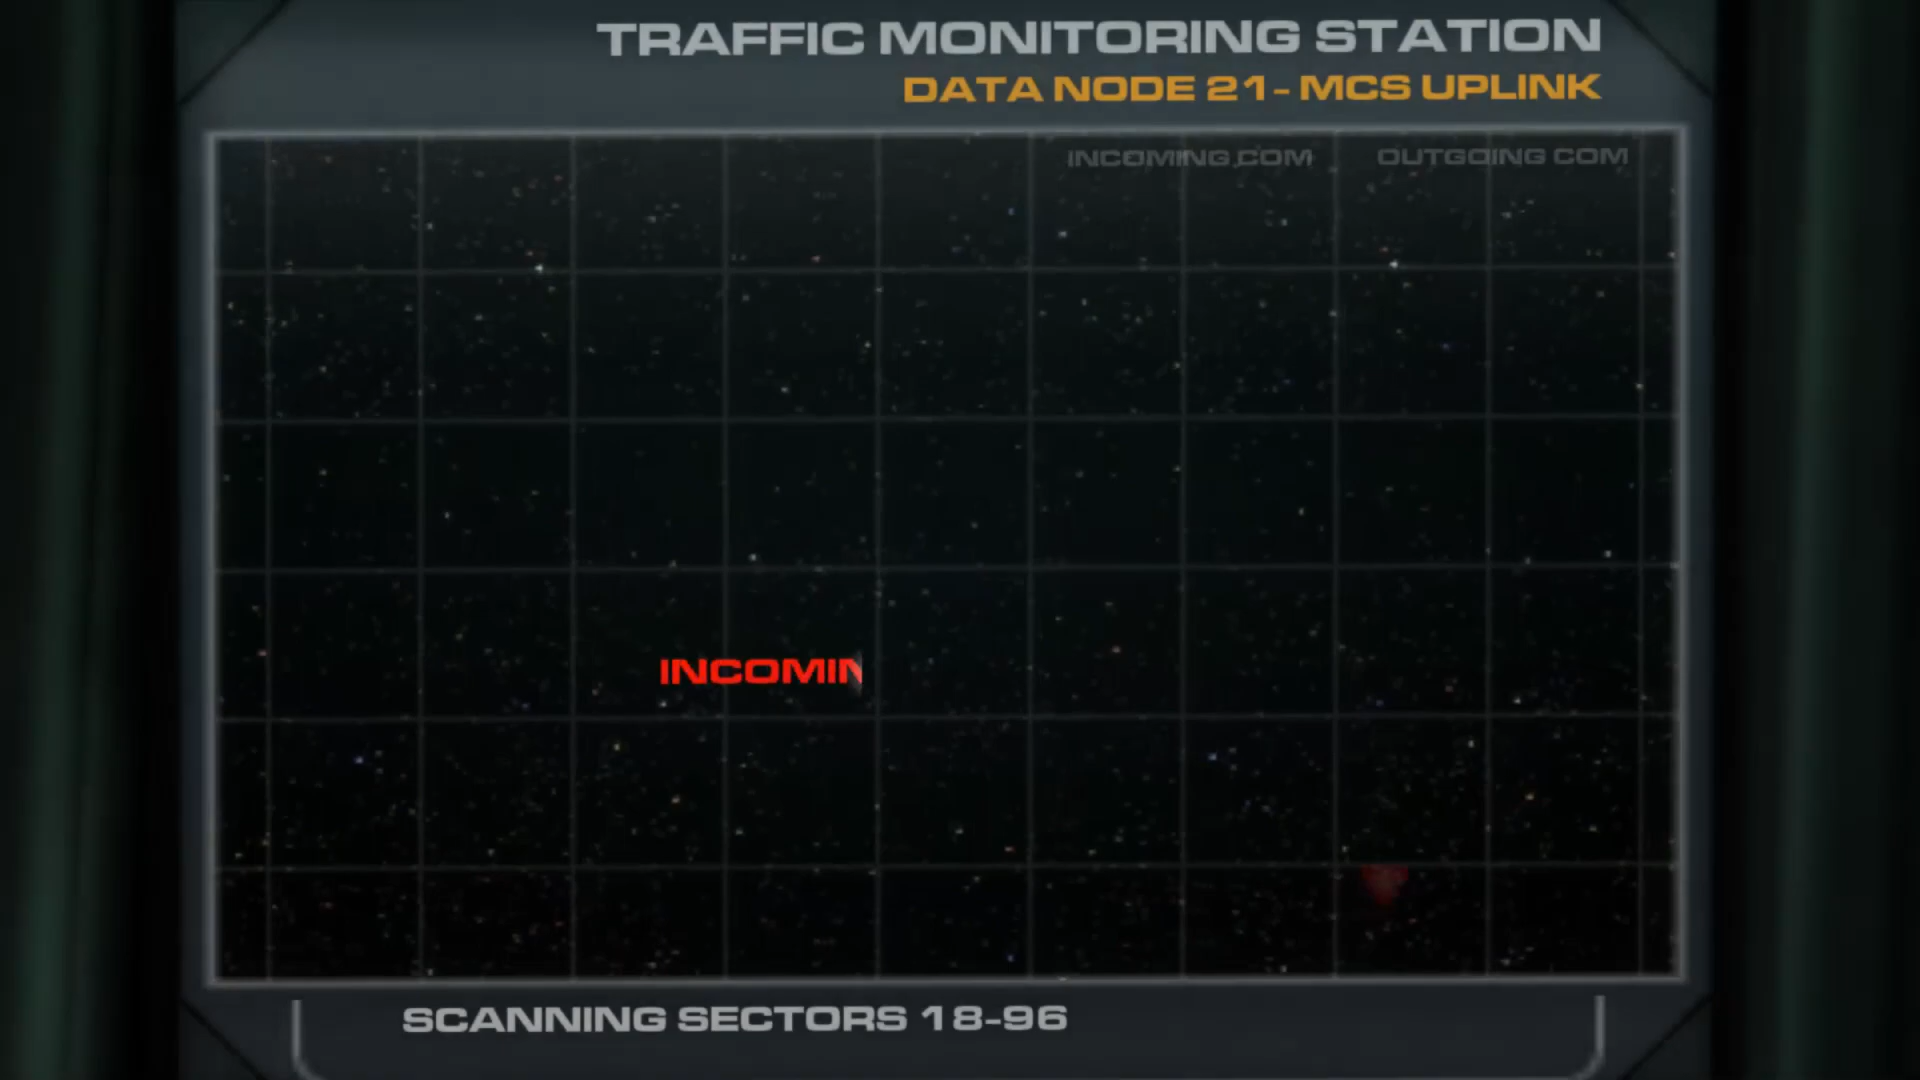 TRAFFIC MONITORING STATION
DATA NODE 21- MCS UPLINK
INCOMING COM OUTGOING COM
INCOMIN
SCANNING SECTORS 18-96